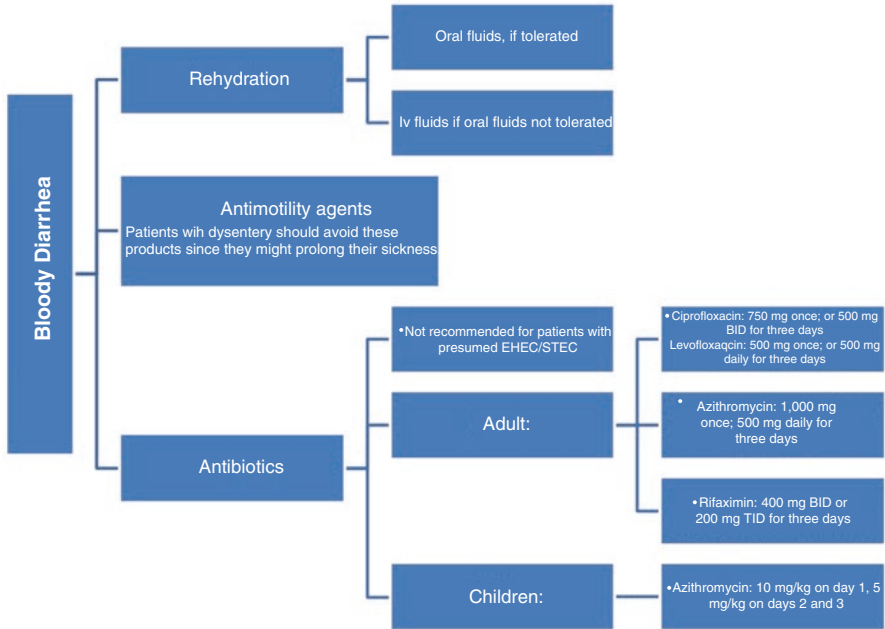 Bloody Diarrhea
Rehydration
Oral fluids, if tolerated
Iv fluids if oral fluids not tolerated
Antimotility agents
Patients wih dysentery should avoid these
products since they might prolong their sickness
Antibiotics
•Not recommended for patients with
presumed EHEC/STEC
Adult:
•Ciprofloxacin: 750 mg once; or 500 mg
BID for three days
Levofloxaqcin: 500 mg once; or 500 mg
daily for three days
• Azithromycin: 1,000 mg
once; 500 mg daily for
three days
•Rifaximin: 400 mg BID or
200 mg TID for three days
Children:
•Azithromycin: 10 mg/kg on day 1, 5
mg/kg on days 2 and 3